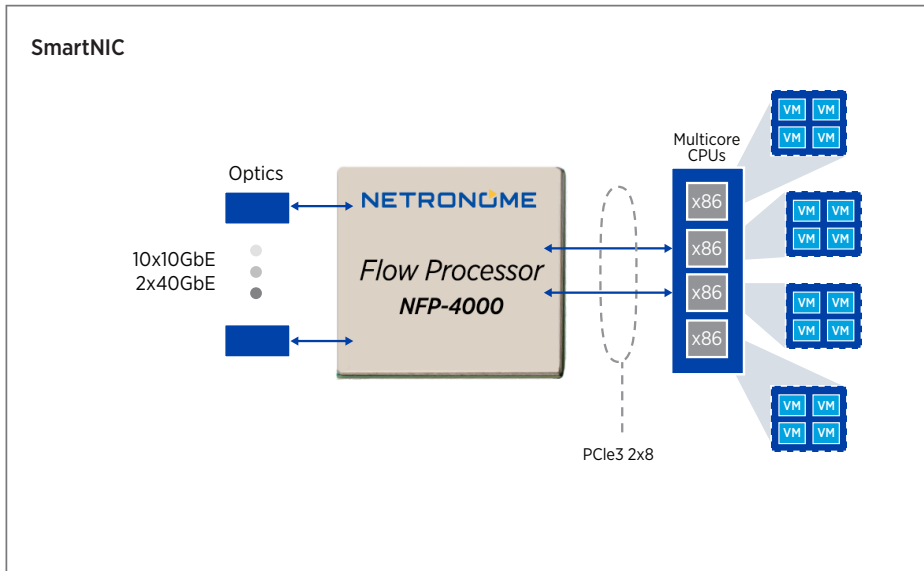 SmartNIC
Optics
10x10GbE
2x40GbE
NETRONOME
Flow Processor
NFP-4000
PCIe3 2x8
Multicore
CPUs
x86
x86
x86
x86
VM VM
VM VM
VM VM
VM VM
VM VM
VM VM
VM VM
VM VM